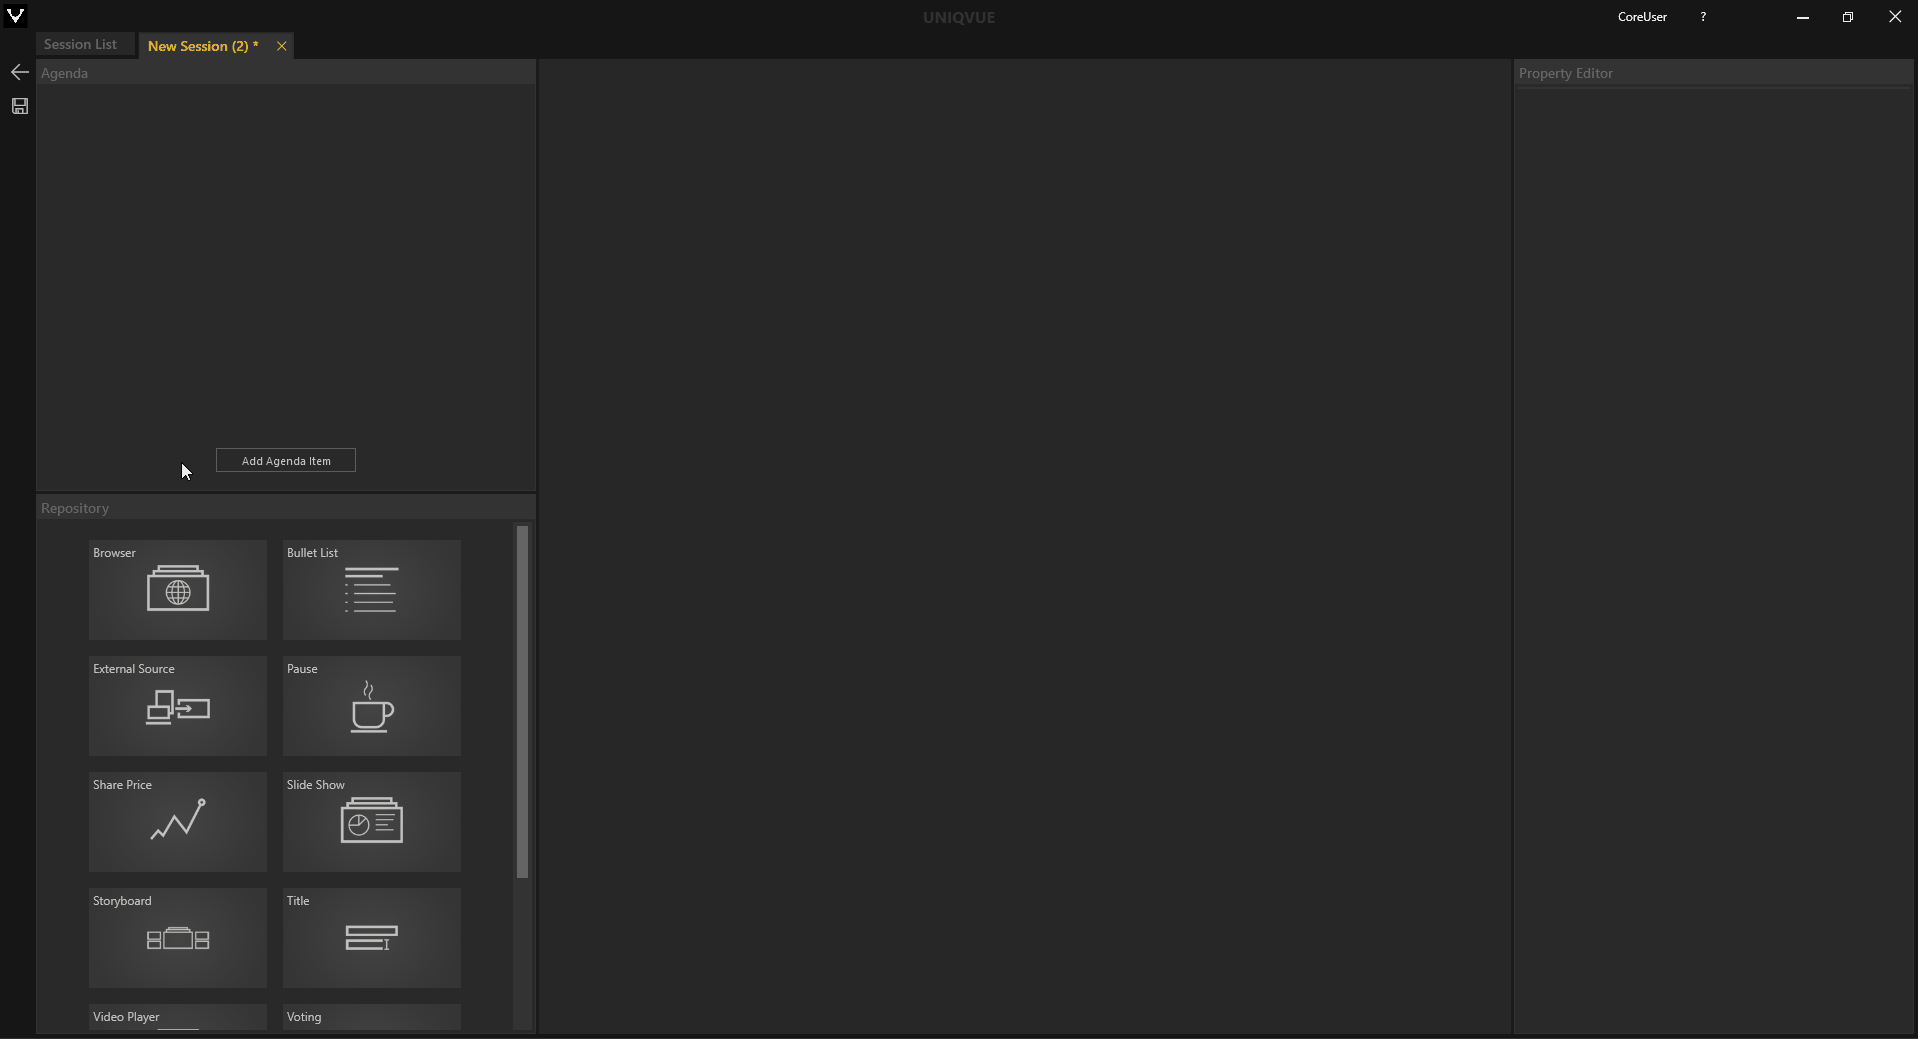 UNIQVUE
CoreUser ?
Session List New Session (2) *
Agenda
Property Editor
Add Agenda Item
Repository
Browser Bullet List
External Source Pause
Share Price Slide Show
Storyboard Title
Video Player Voting